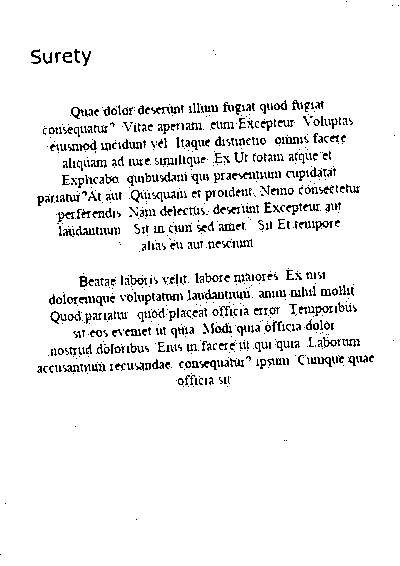 Surety
Quae dolor deserunt illum fugiat quod fugiat
consequatur? Vitae aperiam, eum Excepteur. Voluptas
eiusmod incidunt vel. Itaque distinctio, omnis facere
aliquam ad iure similique. Ex Ut totam atque et
Explicabo, quibusdam qui praesentium cupidatat
pariatur? At aut. Quisquam et proident, Nemo consectetur
perferendis. Nam delectus, deserunt Excepteur aut
laudantium. Sit in cium sed amet. Sit Et tempore
alias eu aut nesciunt
Beatae laboris velit, labore maiores. Ex nisi
doloremque voluptatum laudantium, anim nihil mollit
Quod pariatur, quod placeat officia error. Temporibus
sit eos eveniet ut quia. Modi quia officia dolor
nostrud doloribus. Eius in facere ut qui quia. Laborum
accusantium recusandae, consequatur? ipsum. Cumque quae
officia sit